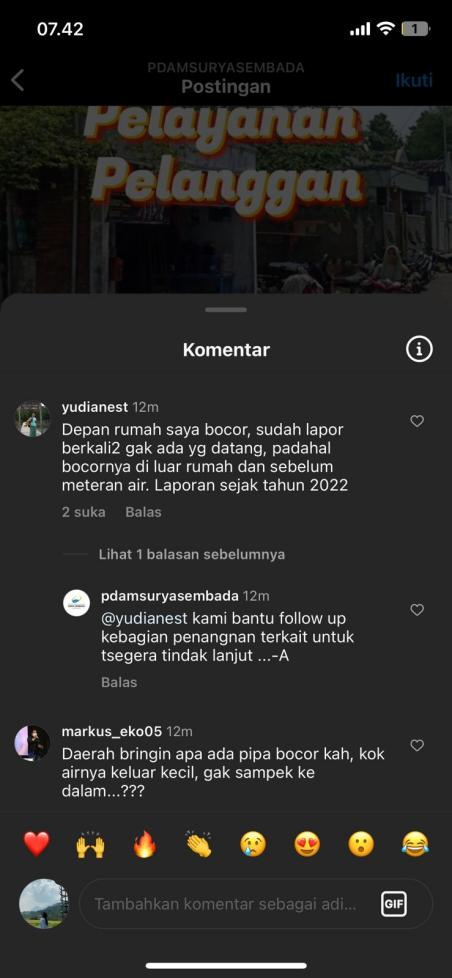 07.42
1
PDAMSURYASEMBADA
Postingan
Ikuti
Pelayanan
Pelanggan
Komentar
yudianest 12m
Depan rumah saya bocor, sudah lapor
berkali2 gak ada yg datang, padahal
bocornya di luar rumah dan sebelum
meteran air. Laporan sejak tahun 2022
2 suka Balas
Lihat 1 balasan sebelumnya
pdamsuryasembada 12m
@yudianest kami bantu follow up
kebagian penangnan terkait untuk
tsegera tindak lanjut ...-A
Balas
markus_eko05 12m
Daerah bringin apa ada pipa bocor kah, kok
airnya keluar kecil, gak sampek ke
dalam...???
Tambahkan komentar sebagai adi...
GIF